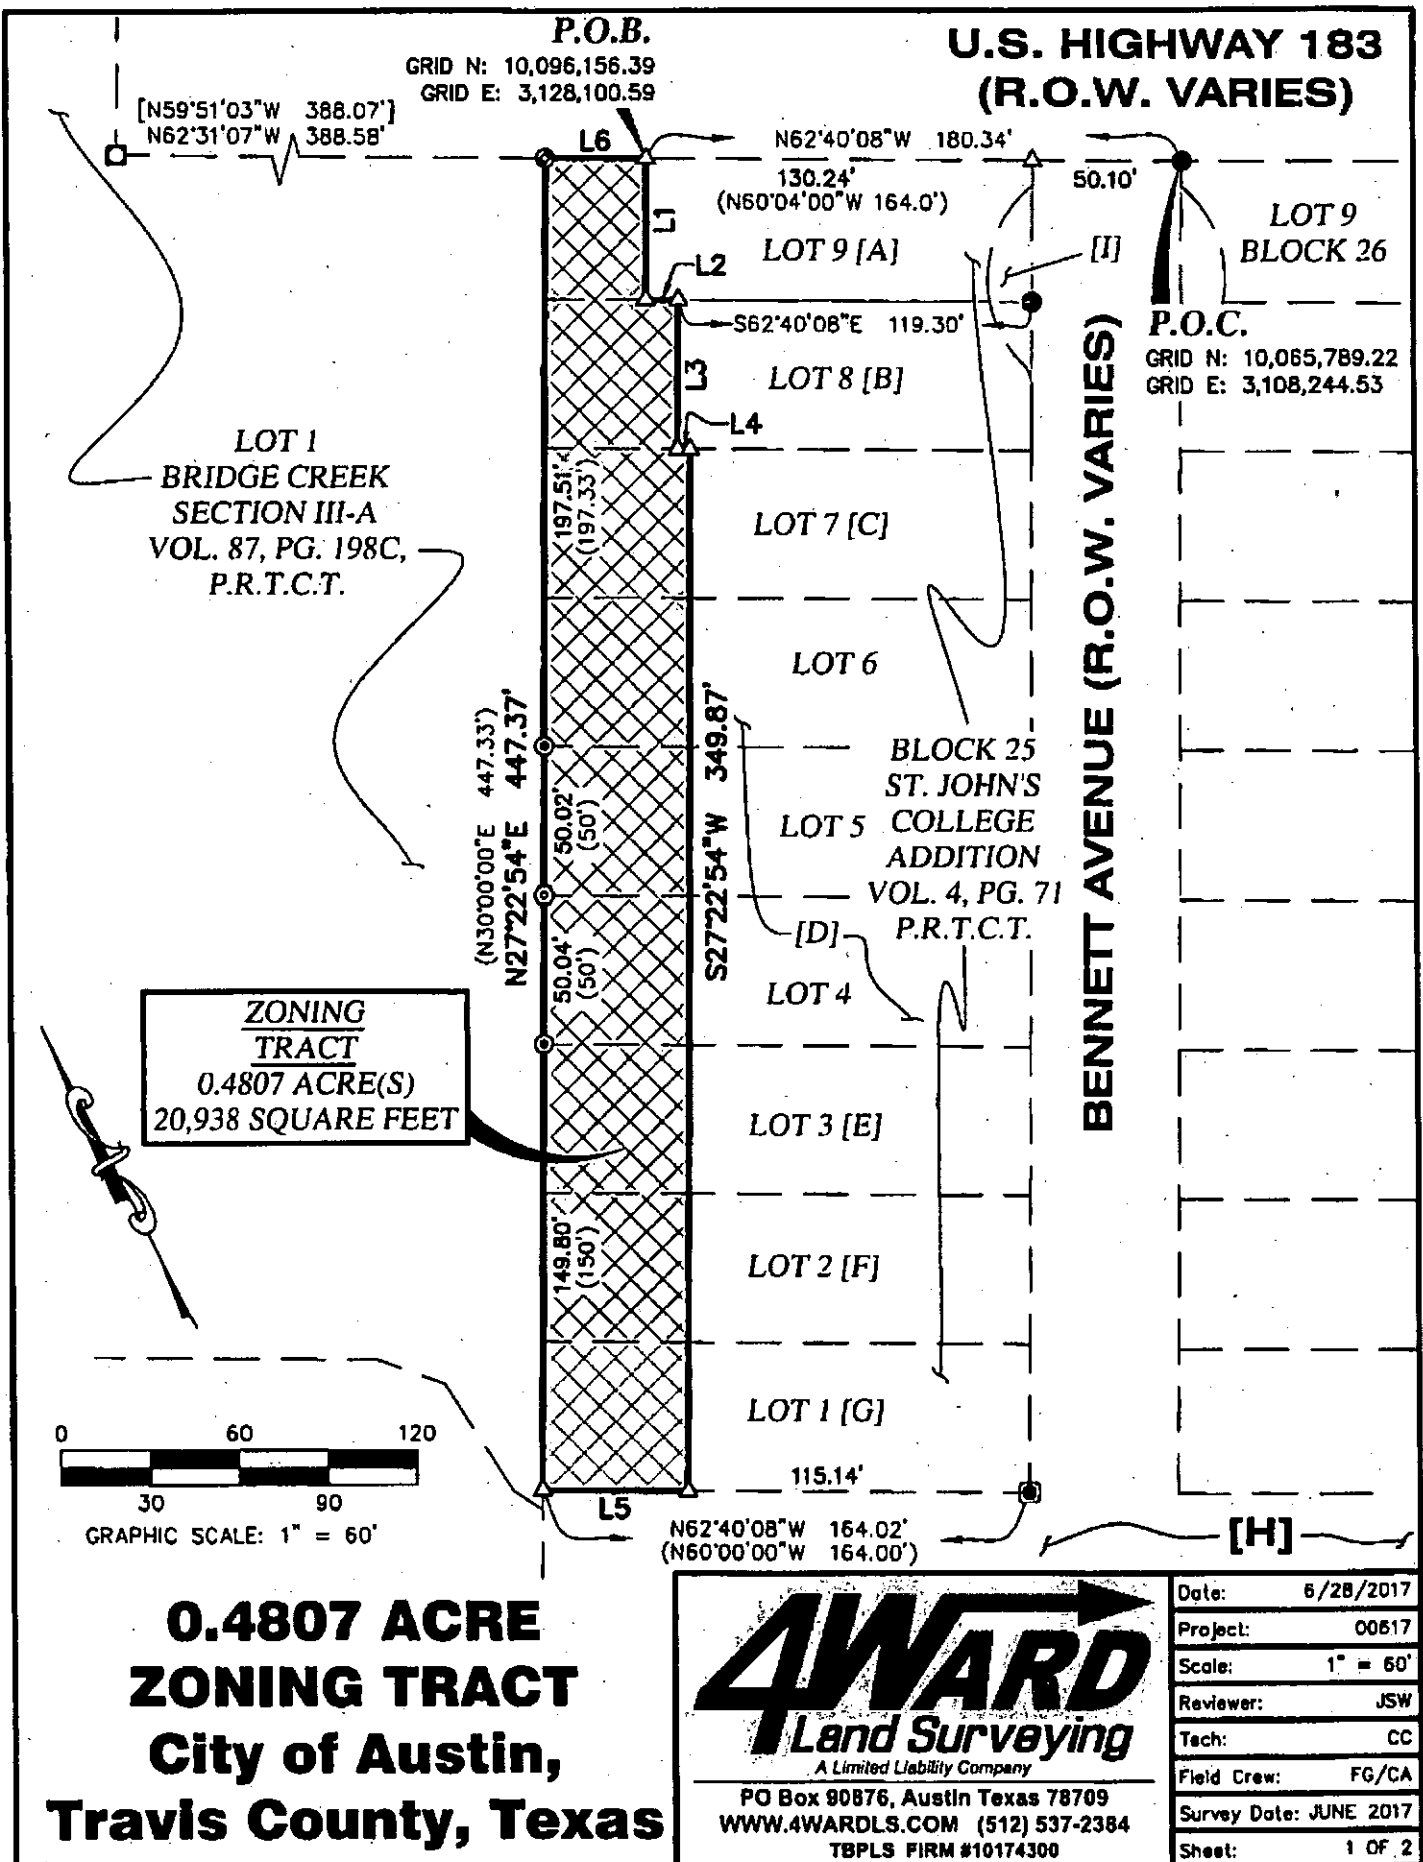 P.O.B.
GRID N: 10,096,156.39
GRID E: 3,128,100.59
U.S. HIGHWAY 183
(R.O.W. VARIES)
[N59°51'03"W 388.07']
N62°31'07"W 388.58'
L6
N62°40'08"W 180.34'
130.24'
(N60°04'00"W 164.0')
50.10'
L1
LOT 9 [A]
[I]
LOT 9
BLOCK 26
L2
S62°40'08"E 119.30'
P.O.C.
GRID N: 10,065,789.22
GRID E: 3,108,244.53
L3
LOT 8 [B]
L4
LOT 1
BRIDGE CREEK
SECTION III-A
VOL. 87, PG. 198C,
P.R.T.C.T.
197.51'
(197.33')
LOT 7 [C]
LOT 6
BENNETT AVENUE (R.O.W. VARIES)
(N30°00'00"E 447.33')
N27°22'54"E 447.37'
S27°22'54"W 349.87'
50.02'
(50')
LOT 5
BLOCK 25
ST. JOHN'S
COLLEGE
ADDITION
VOL. 4, PG. 71
P.R.T.C.T.
[D]
50.04'
(50')
LOT 4
ZONING
TRACT
0.4807 ACRE(S)
20,938 SQUARE FEET
LOT 3 [E]
149.80'
(150')
LOT 2 [F]
LOT 1 [G]
115.14'
L5
N62°40'08"W 164.02'
(N60°00'00"W 164.00')
[H]
0 60 120
30 90
GRAPHIC SCALE: 1" = 60'
0.4807 ACRE
ZONING TRACT
City of Austin,
Travis County, Texas
4WARD
Land Surveying
A Limited Liability Company
PO Box 90876, Austin Texas 78709
WWW.4WARDLS.COM (512) 537-2384
TBPLS FIRM #10174300
Date: 6/28/2017
Project: 00617
Scale: 1" = 60'
Reviewer: JSW
Tech: CC
Field Crew: FG/CA
Survey Date: JUNE 2017
Sheet: 1 OF 2